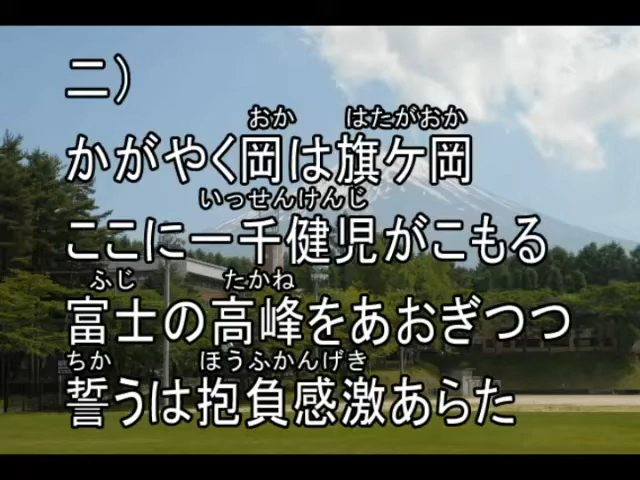 二）
おか はたがおか
かがやく岡は旗ケ岡
いっせんけんじ
ここに一千健児がこもる
ふじ たかね
富士の高峰をあおぎつつ
ちか ほうふかんげき
誓うは抱負感激あらた